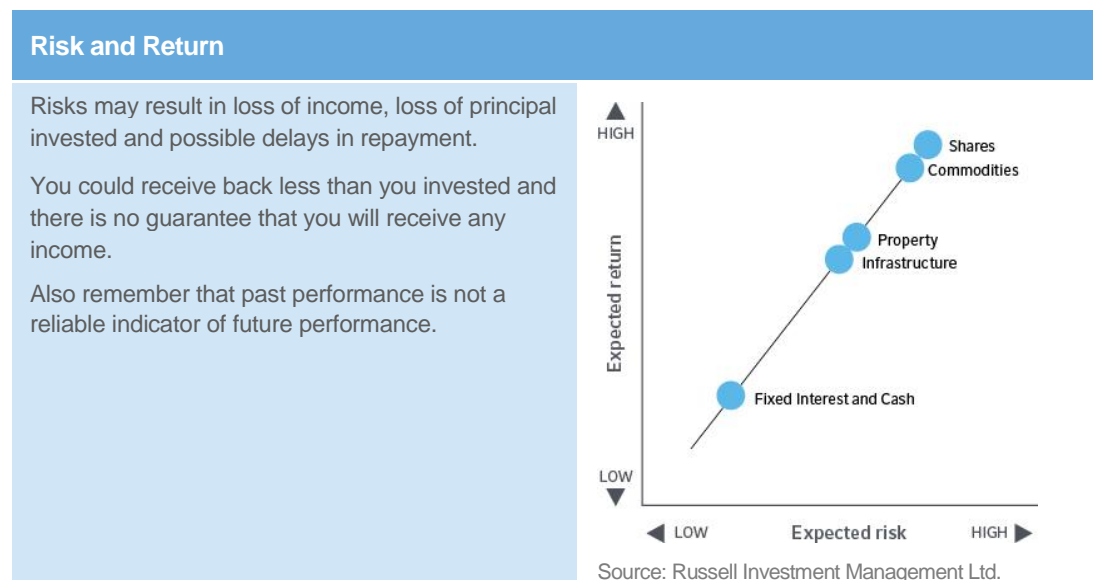 Risk and Return
Risks may result in loss of income, loss of principal
invested and possible delays in repayment.
You could receive back less than you invested and
there is no guarantee that you will receive any
income.
Also remember that past performance is not a
reliable indicator of future performance.
HIGH
Shares
Commodities
Property
Infrastructure
Expected return
Fixed Interest and Cash
LOW
LOW Expected risk HIGH
Source: Russell Investment Management Ltd.